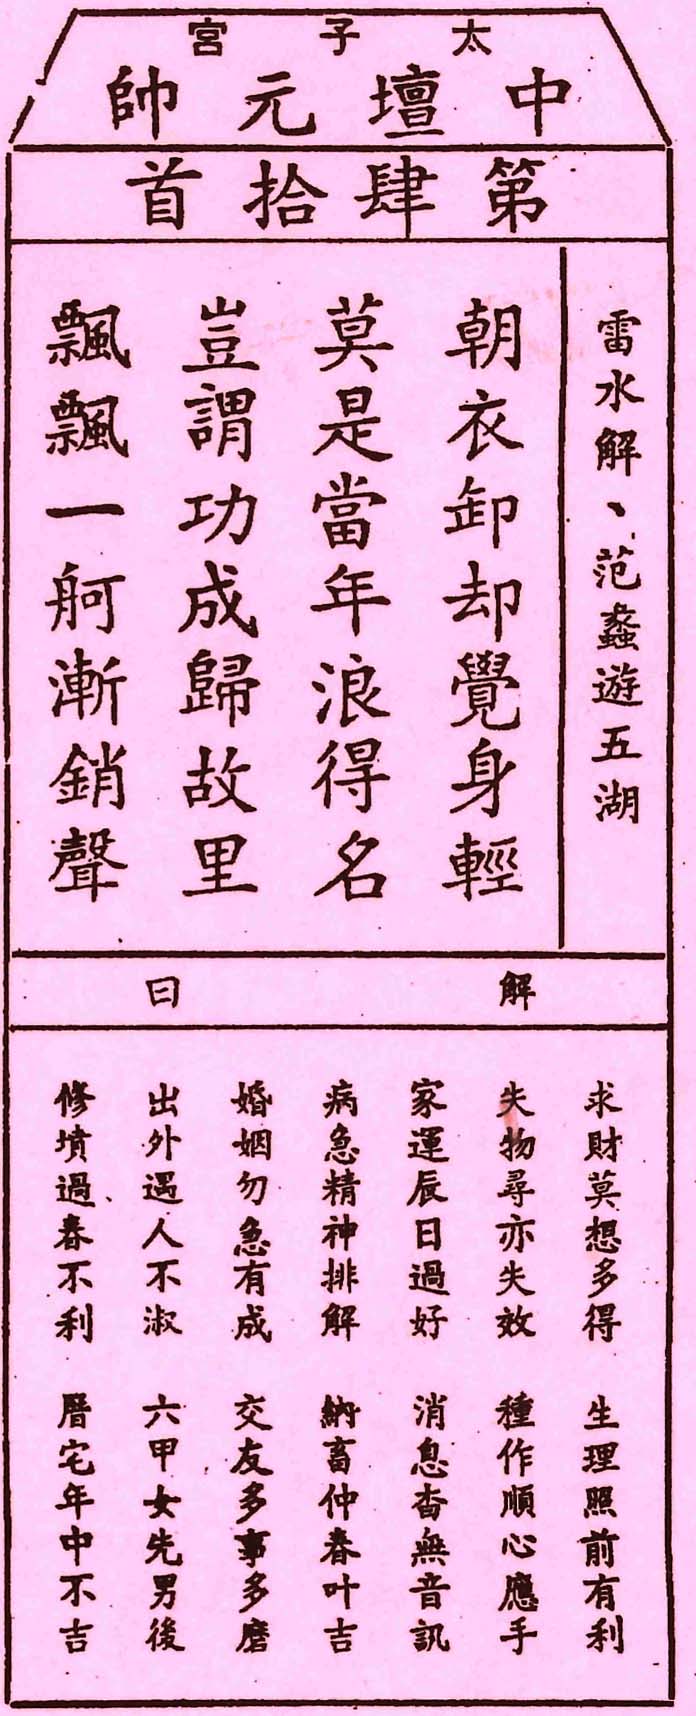 太子宮
中壇元帥
第肆拾首
雷水解、范蠡遊五湖
朝衣卸却覺身輕
莫是當年浪得名
豈謂功成歸故里
飄飄一舸漸銷聲
解曰
求財莫想多得　生理照前有利
失物尋亦失效　種作順心應手
家運辰日過好　消息杳無音訊
病急精神排解　納畜仲春叶吉
婚姻勿急有成　交友多事多磨
出外遇人不淑　六甲女先男後
修墳過春不利　厝宅年中不吉